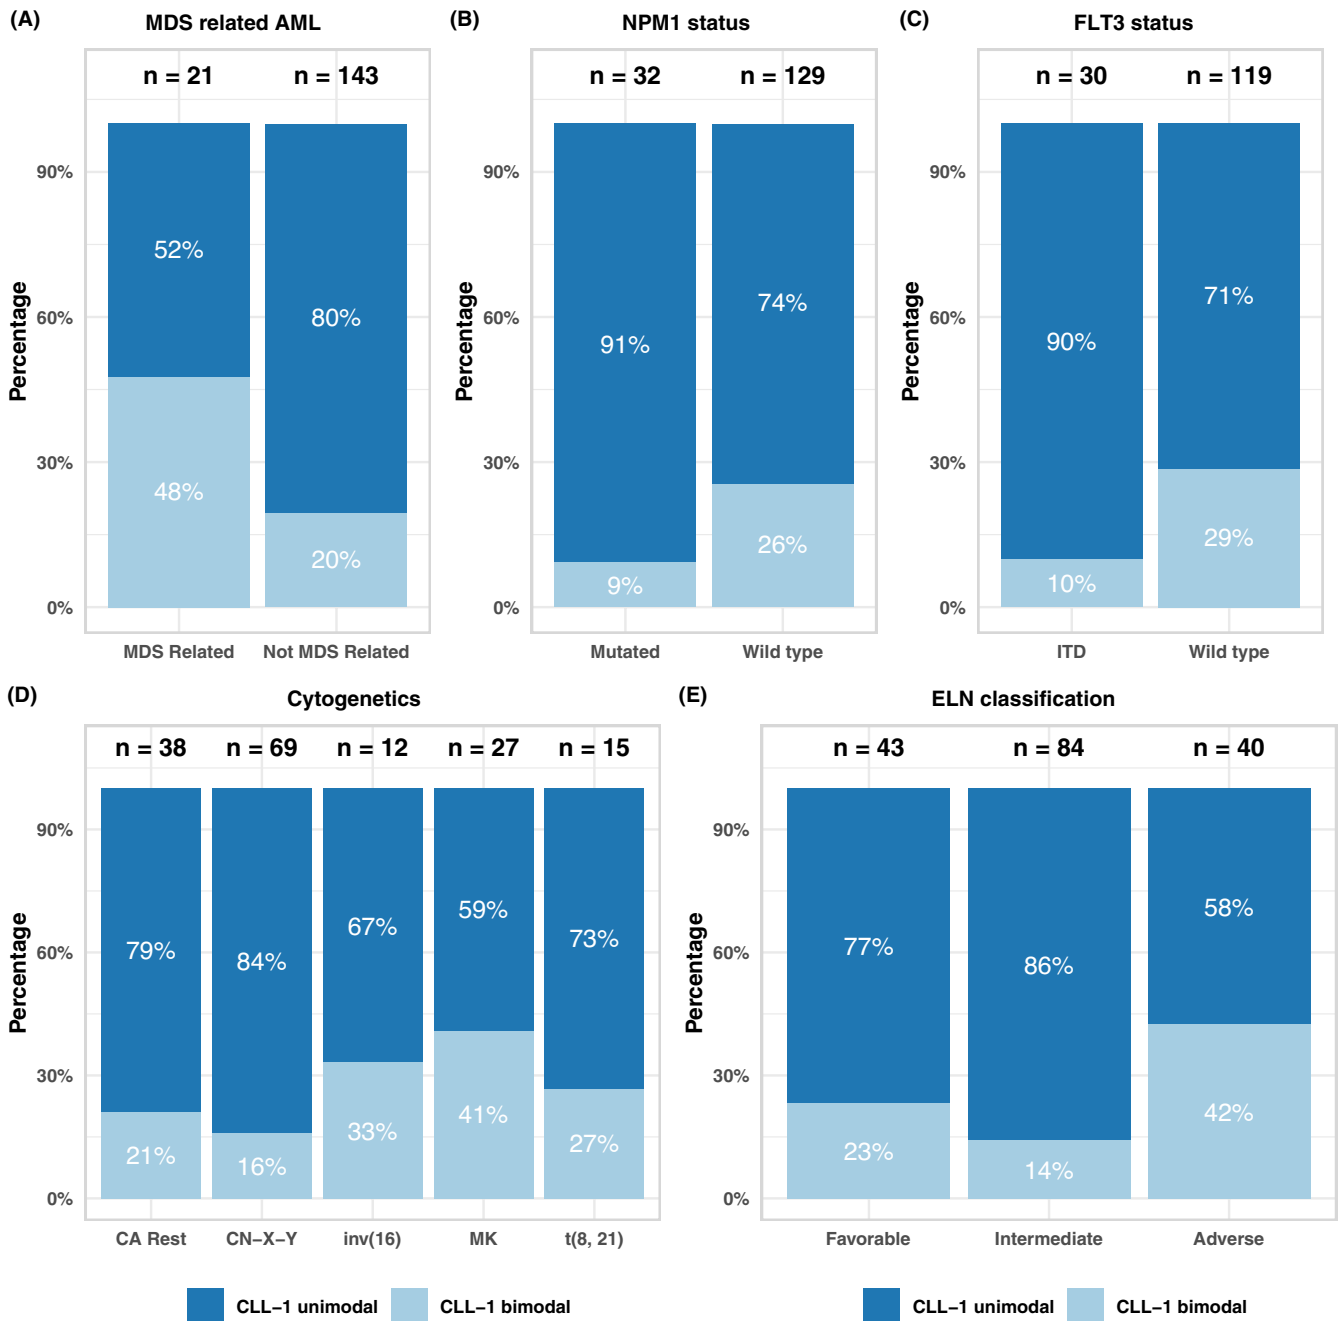 (A) MDS related AML
n = 21 n = 143
90%
60%
30%
0%
Percentage
52%
80%
48%
20%
MDS Related Not MDS Related
(B) NPM1 status
n = 32 n = 129
90%
60%
30%
0%
Percentage
91%
74%
9%
26%
Mutated Wild type
(C) FLT3 status
n = 30 n = 119
90%
60%
30%
0%
Percentage
90%
71%
10%
29%
ITD Wild type
(D) Cytogenetics
n = 38 n = 69 n = 12 n = 27 n = 15
90%
60%
30%
0%
Percentage
79% 84% 67% 59% 73%
21% 16% 33% 41% 27%
CA Rest CN−X−Y inv(16) MK t(8, 21)
CLL−1 unimodal CLL−1 bimodal
(E) ELN classification
n = 43 n = 84 n = 40
90%
60%
30%
0%
Percentage
77% 86% 58%
23% 14% 42%
Favorable Intermediate Adverse
CLL−1 unimodal CLL−1 bimodal